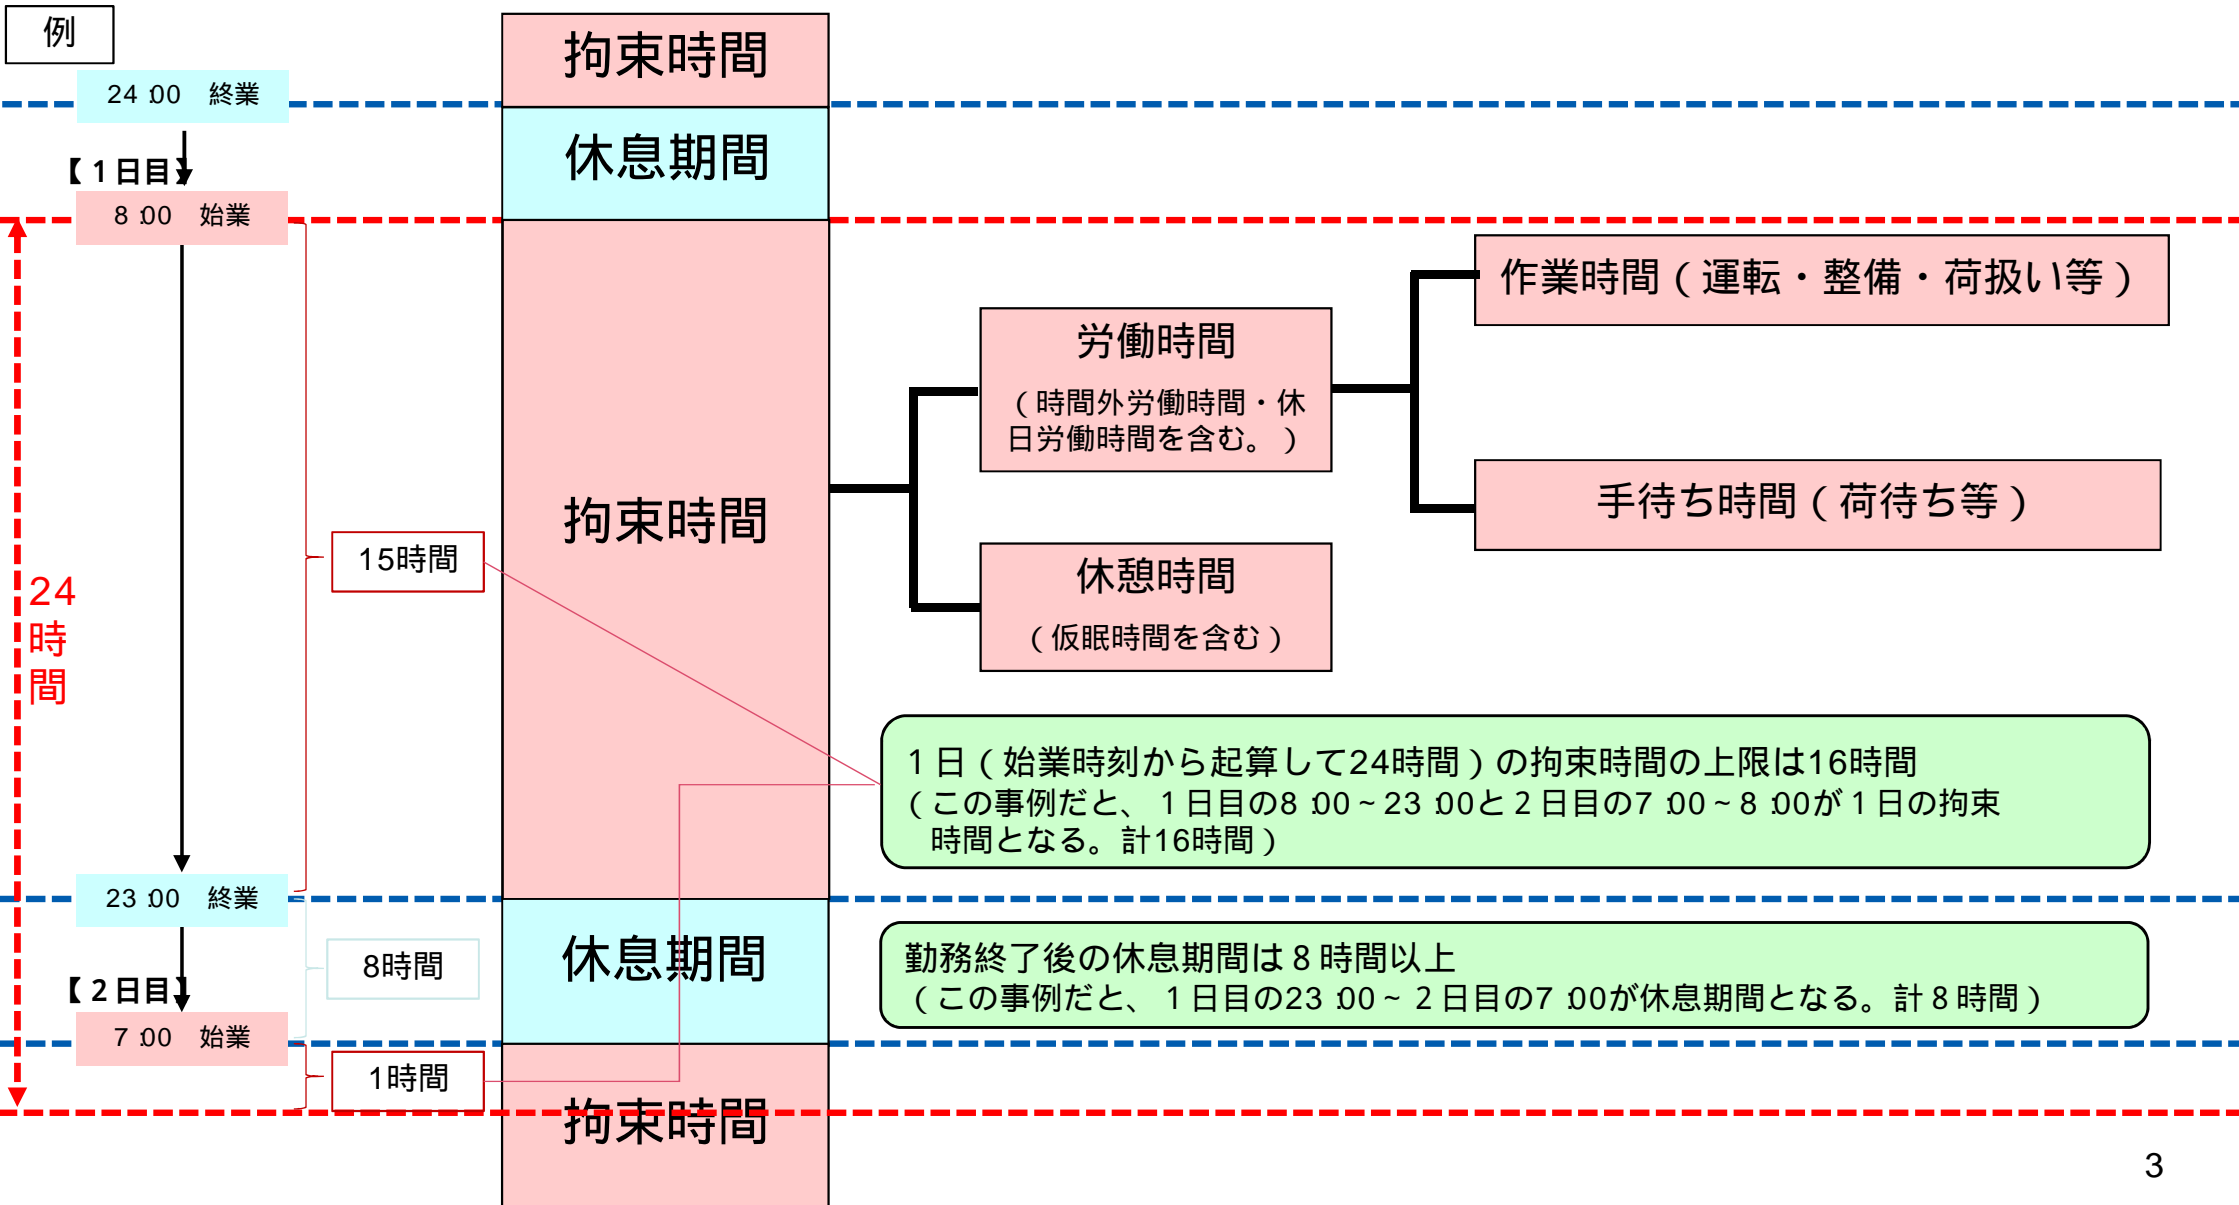 例
拘束時間
24:00　終業
休息期間
【１日目】
8:00　始業
作業時間（運転・整備・荷扱い等）
労働時間
（時間外労働時間・休
日労働時間を含む。）
手待ち時間（荷待ち等）
拘束時間
15時間
休憩時間
（仮眠時間を含む）
24
時
間
１日（始業時刻から起算して24時間）の拘束時間の上限は16時間
（この事例だと、１日目の8:00～23:00と２日目の7:00～8:00が１日の拘束
時間となる。計16時間）
23:00　終業
休息期間
8時間
勤務終了後の休息期間は８時間以上
（この事例だと、１日目の23:00～２日目の7:00が休息期間となる。計８時間）
【２日目】
7:00　始業
1時間
拘束時間
3